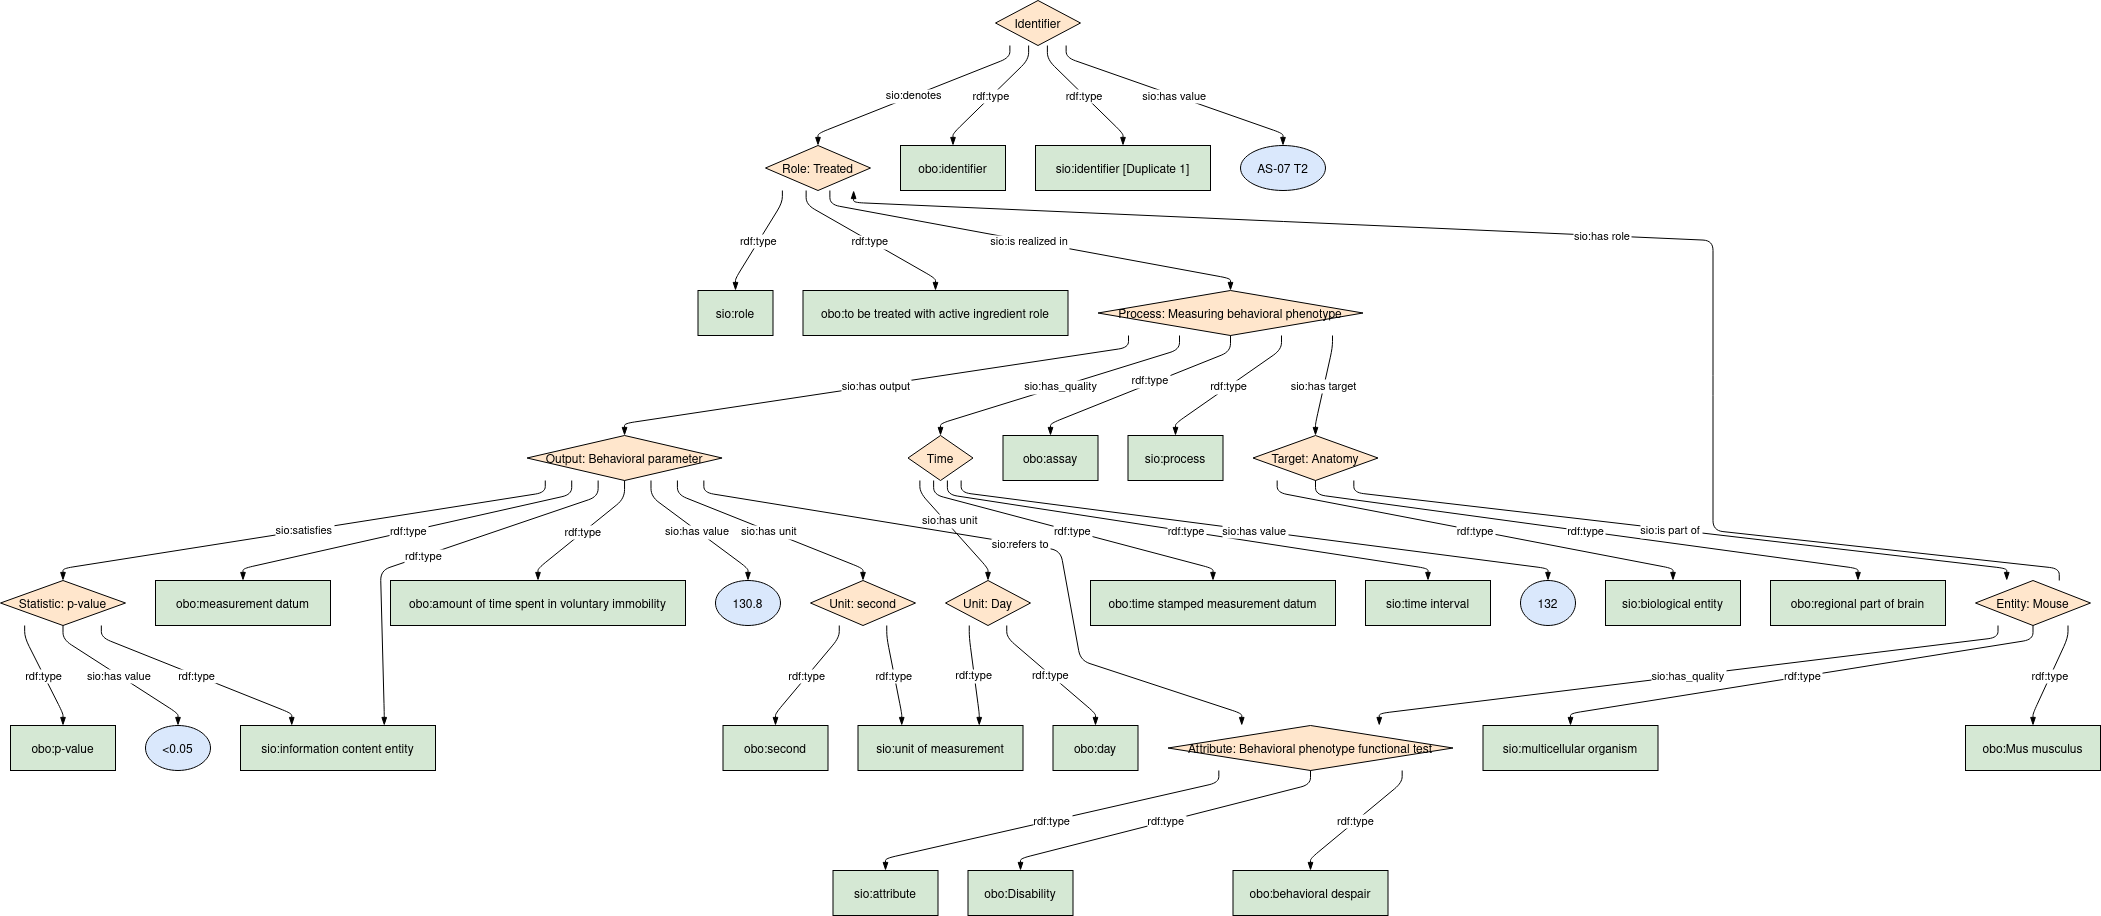 Identifier
sio:denotes
rdf:type
rdf:type
sio:has value
Role: Treated
obo:identifier
sio:identifier [Duplicate 1]
AS-07 T2
rdf:type
rdf:type
sio:is realized in
sio:has role
sio:role
obo:to be treated with active ingredient role
Process: Measuring behavioral phenotype
sio:has output
sio:has_quality
rdf:type
rdf:type
sio:has target
Output: Behavioral parameter
Time
obo:assay
sio:process
Target: Anatomy
sio:satisfies
rdf:type
rdf:type
rdf:type
sio:has value
sio:has unit
sio:refers to
sio:has unit
rdf:type
rdf:type
sio:has value
rdf:type
rdf:type
sio:is part of
Statistic: p-value
obo:measurement datum
obo:amount of time spent in voluntary immobility
130.8
Unit: second
Unit: Day
obo:time stamped measurement datum
sio:time interval
132
sio:biological entity
obo:regional part of brain
Entity: Mouse
rdf:type
sio:has value
rdf:type
rdf:type
rdf:type
rdf:type
rdf:type
sio:has_quality
rdf:type
rdf:type
obo:p-value
<0.05
sio:information content entity
obo:second
sio:unit of measurement
obo:day
Attribute: Behavioral phenotype functional test
sio:multicellular organism
obo:Mus musculus
rdf:type
rdf:type
rdf:type
sio:attribute
obo:Disability
obo:behavioral despair